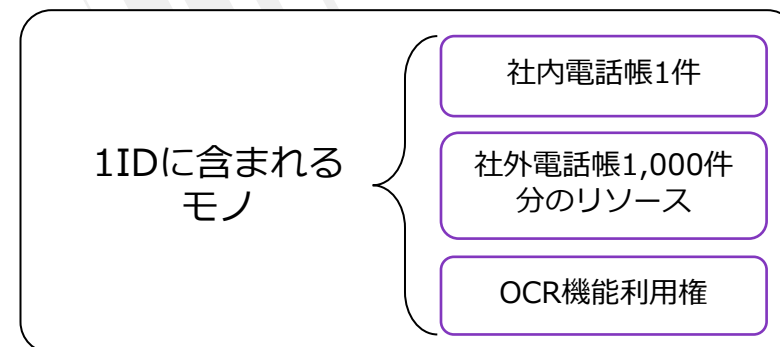 1IDに含まれる
モノ
社内電話帳1件
社外電話帳1,000件
分のリソース
OCR機能利用権